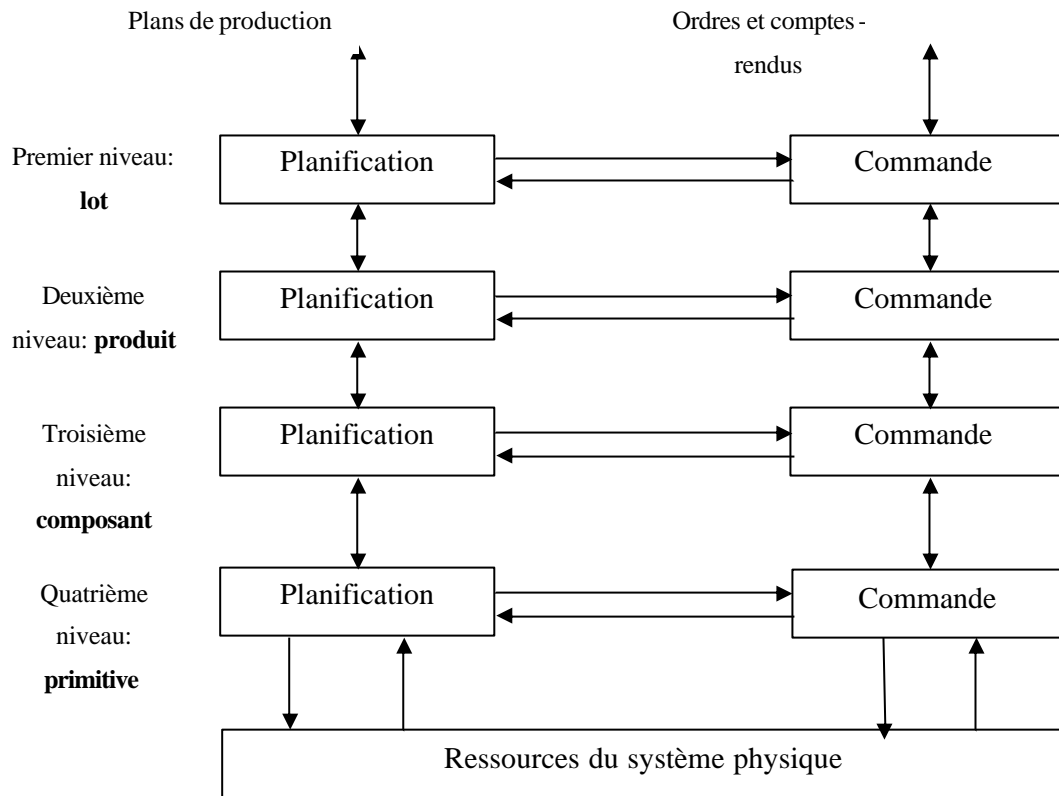 Plans de production
Ordres et comptes -
rendus
Premier niveau:
lot
Planification
Commande
Deuxième
niveau: produit
Planification
Commande
Troisième
niveau:
composant
Planification
Commande
Quatrième
niveau:
primitive
Planification
Commande
Ressources du système physique